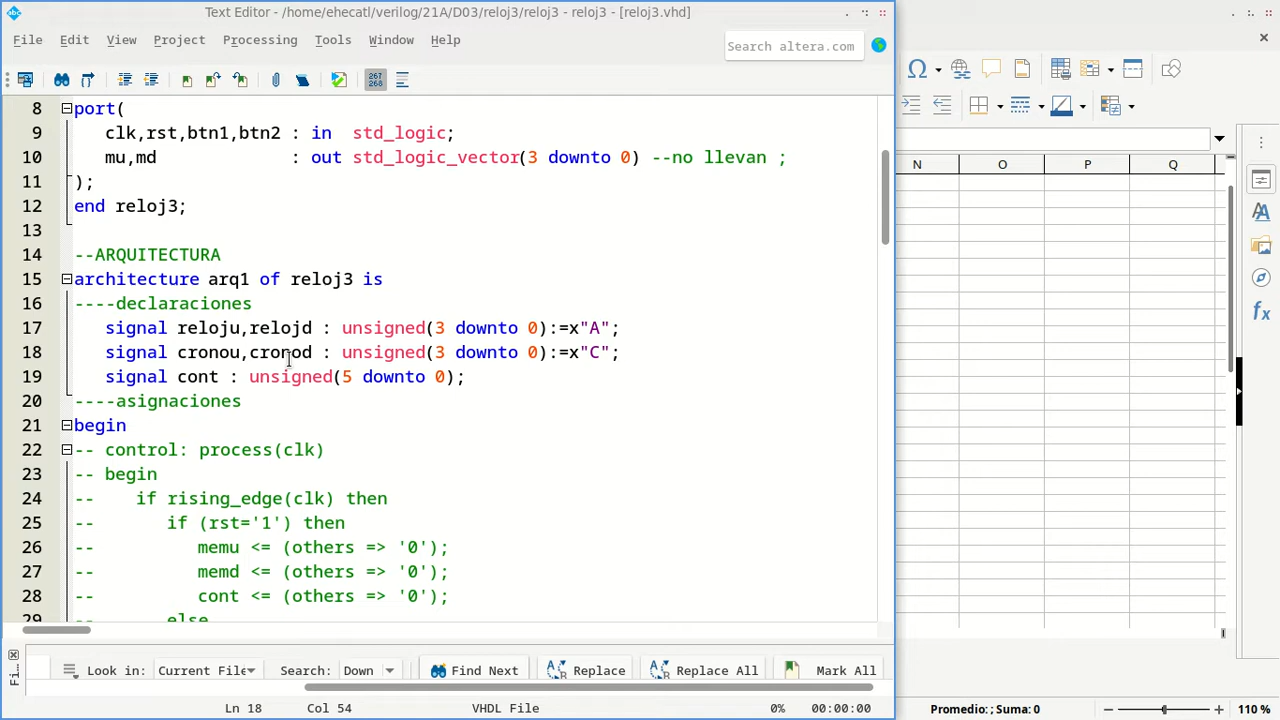 Text Editor - /home/ehecatl/verilog/21A/D03/reloj3/reloj3 - reloj3 - [reloj3.vhd]
File Edit View Project Processing Tools Window Help
Search altera.com
267
268
8 port(
9 clk,rst,btn1,btn2 : in std_logic;
10 mu,md : out std_logic_vector(3 downto 0) --no llevan ;
11 );
12 end reloj3;
13
14 --ARQUITECTURA
15 architecture arq1 of reloj3 is
16 ----declaraciones
17 signal reloju,relojd : unsigned(3 downto 0):=x"A";
18 signal cronou,cronod : unsigned(3 downto 0):=x"C";
19 signal cont : unsigned(5 downto 0);
20 ----asignaciones
21 begin
22 -- control: process(clk)
23 -- begin
24 -- if rising_edge(clk) then
25 -- if (rst='1') then
26 -- memu <= (others => '0');
27 -- memd <= (others => '0');
28 -- cont <= (others => '0');
29 -- else
N O P Q
Look in: Current File Search: Down Find Next Replace Replace All Mark All
Ln 18 Col 54 VHDL File 0% 00:00:00
Promedio: ; Suma: 0 110 %